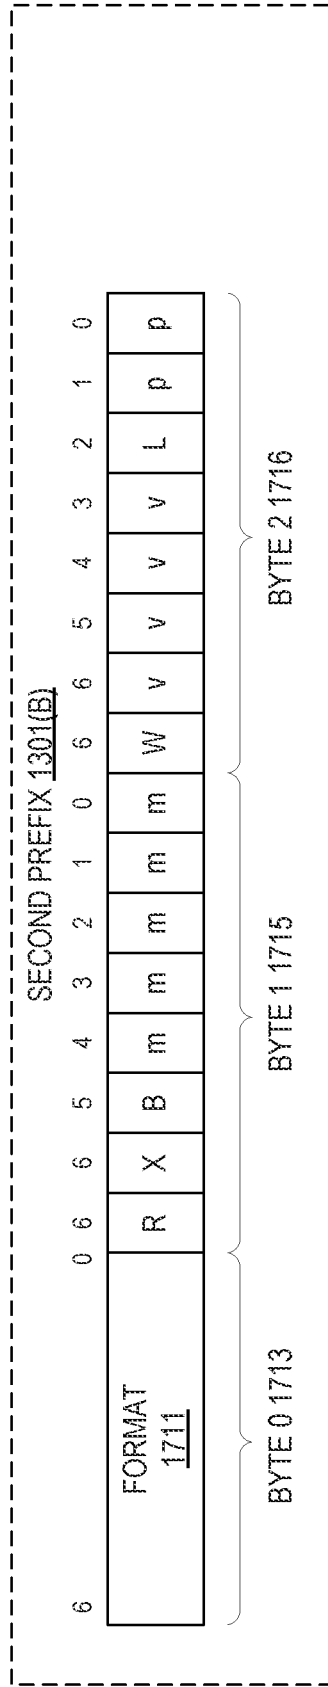 SECOND PREFIX 1301(B)
6 0 6 6 5 4 3 2 1 0 6 6 5 4 3 2 1 0
FORMAT
1711
R X B m m m m m W v v v v L p p
BYTE 0 1713 BYTE 1 1715 BYTE 2 1716